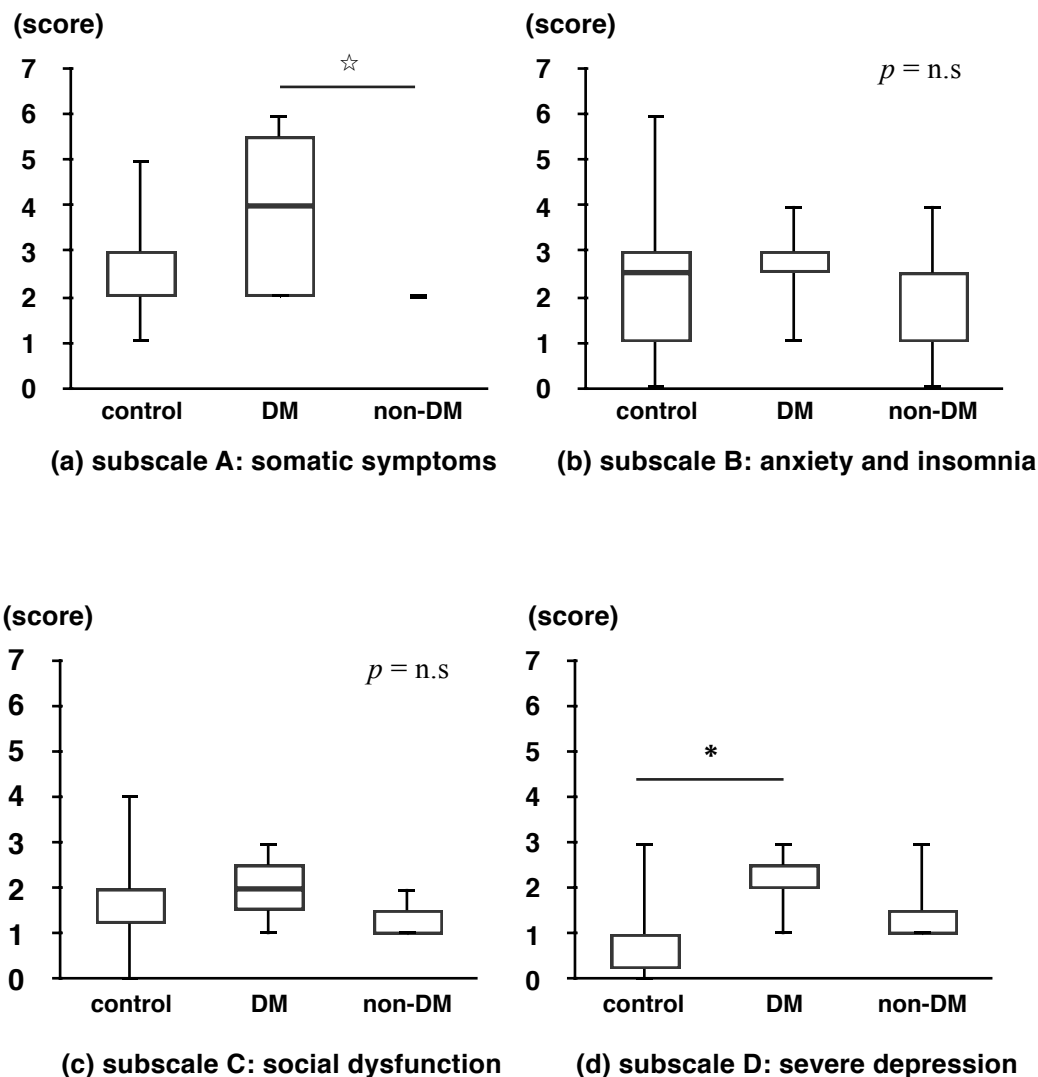 (score)
7
☆
6
5
4
3
2
1
0
control DM non-DM
(a) subscale A: somatic symptoms
(score)
7
p = n.s
6
5
4
3
2
1
0
control DM non-DM
(b) subscale B: anxiety and insomnia
(score)
7
p = n.s
6
5
4
3
2
1
0
control DM non-DM
(c) subscale C: social dysfunction
(score)
7
6
5
*
4
3
2
1
0
control DM non-DM
(d) subscale D: severe depression